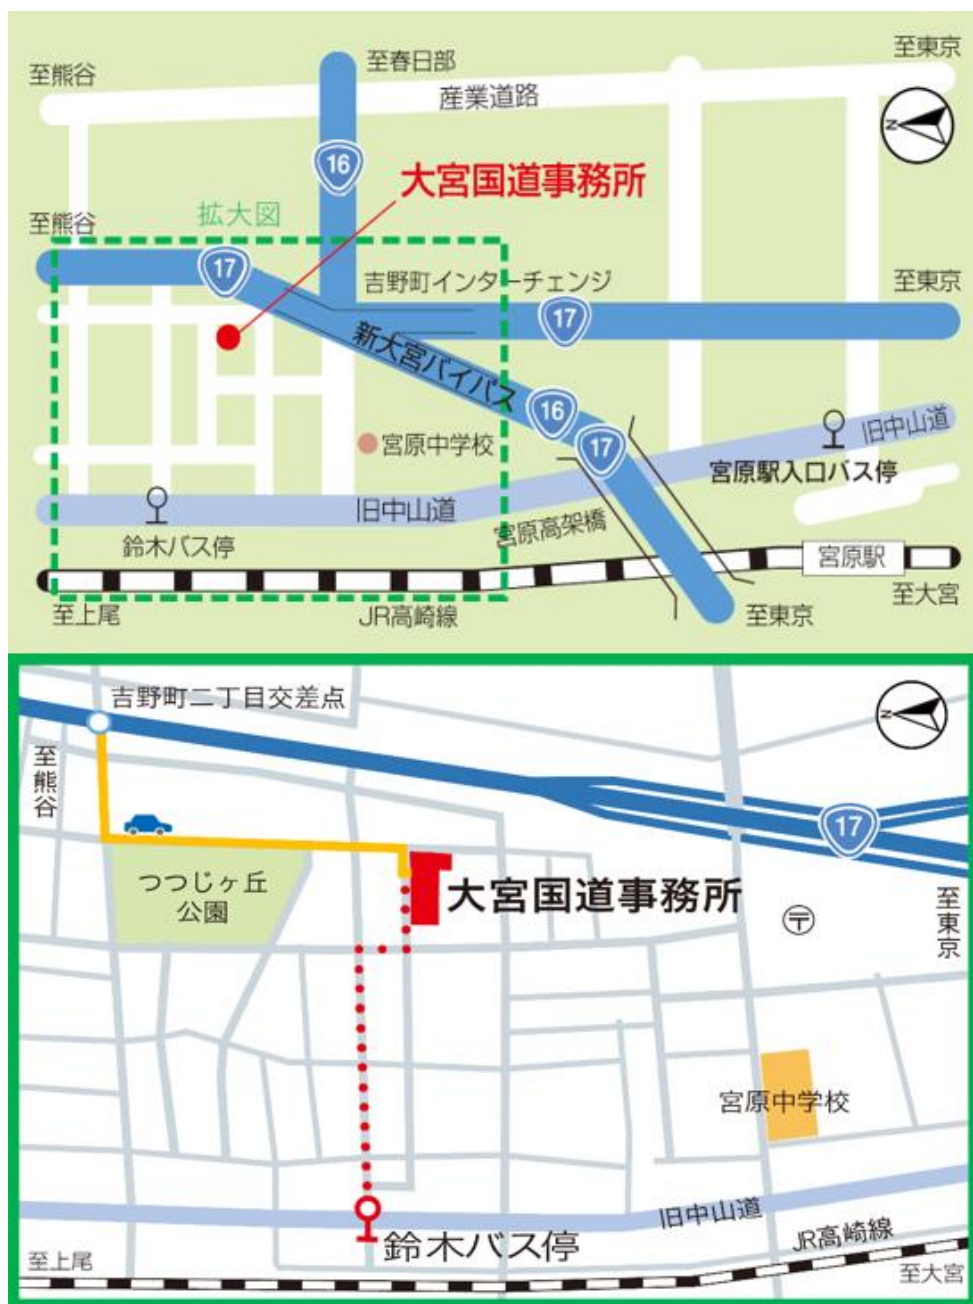 至東京
至春日部
至熊谷
産業道路
N
16
大宮国道事務所
拡大図
至熊谷
17
吉野町インターチェンジ
至東京
17
新大宮バイパス
16
17
旧中山道
宮原中学校
宮原駅入口バス停
旧中山道
宮原高架橋
鈴木バス停
宮原駅
至上尾
JR高崎線
至東京
至大宮
吉野町二丁目交差点
N
至熊谷
17
つつじヶ丘
公園
大宮国道事務所
〒
至東京
宮原中学校
旧中山道
鈴木バス停
JR高崎線
至上尾
至大宮